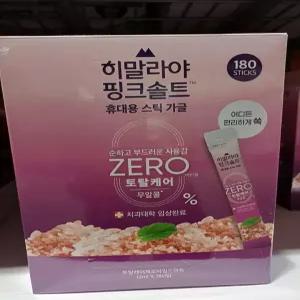 히말라야
핑크솔트
휴대용 스틱 가글
180
STICKS
어디든
편리하게 쏙
순하고 부드러운 사용감
ZERO
토탈케어
무알콜
%
치과대학 임상완료
ZERO